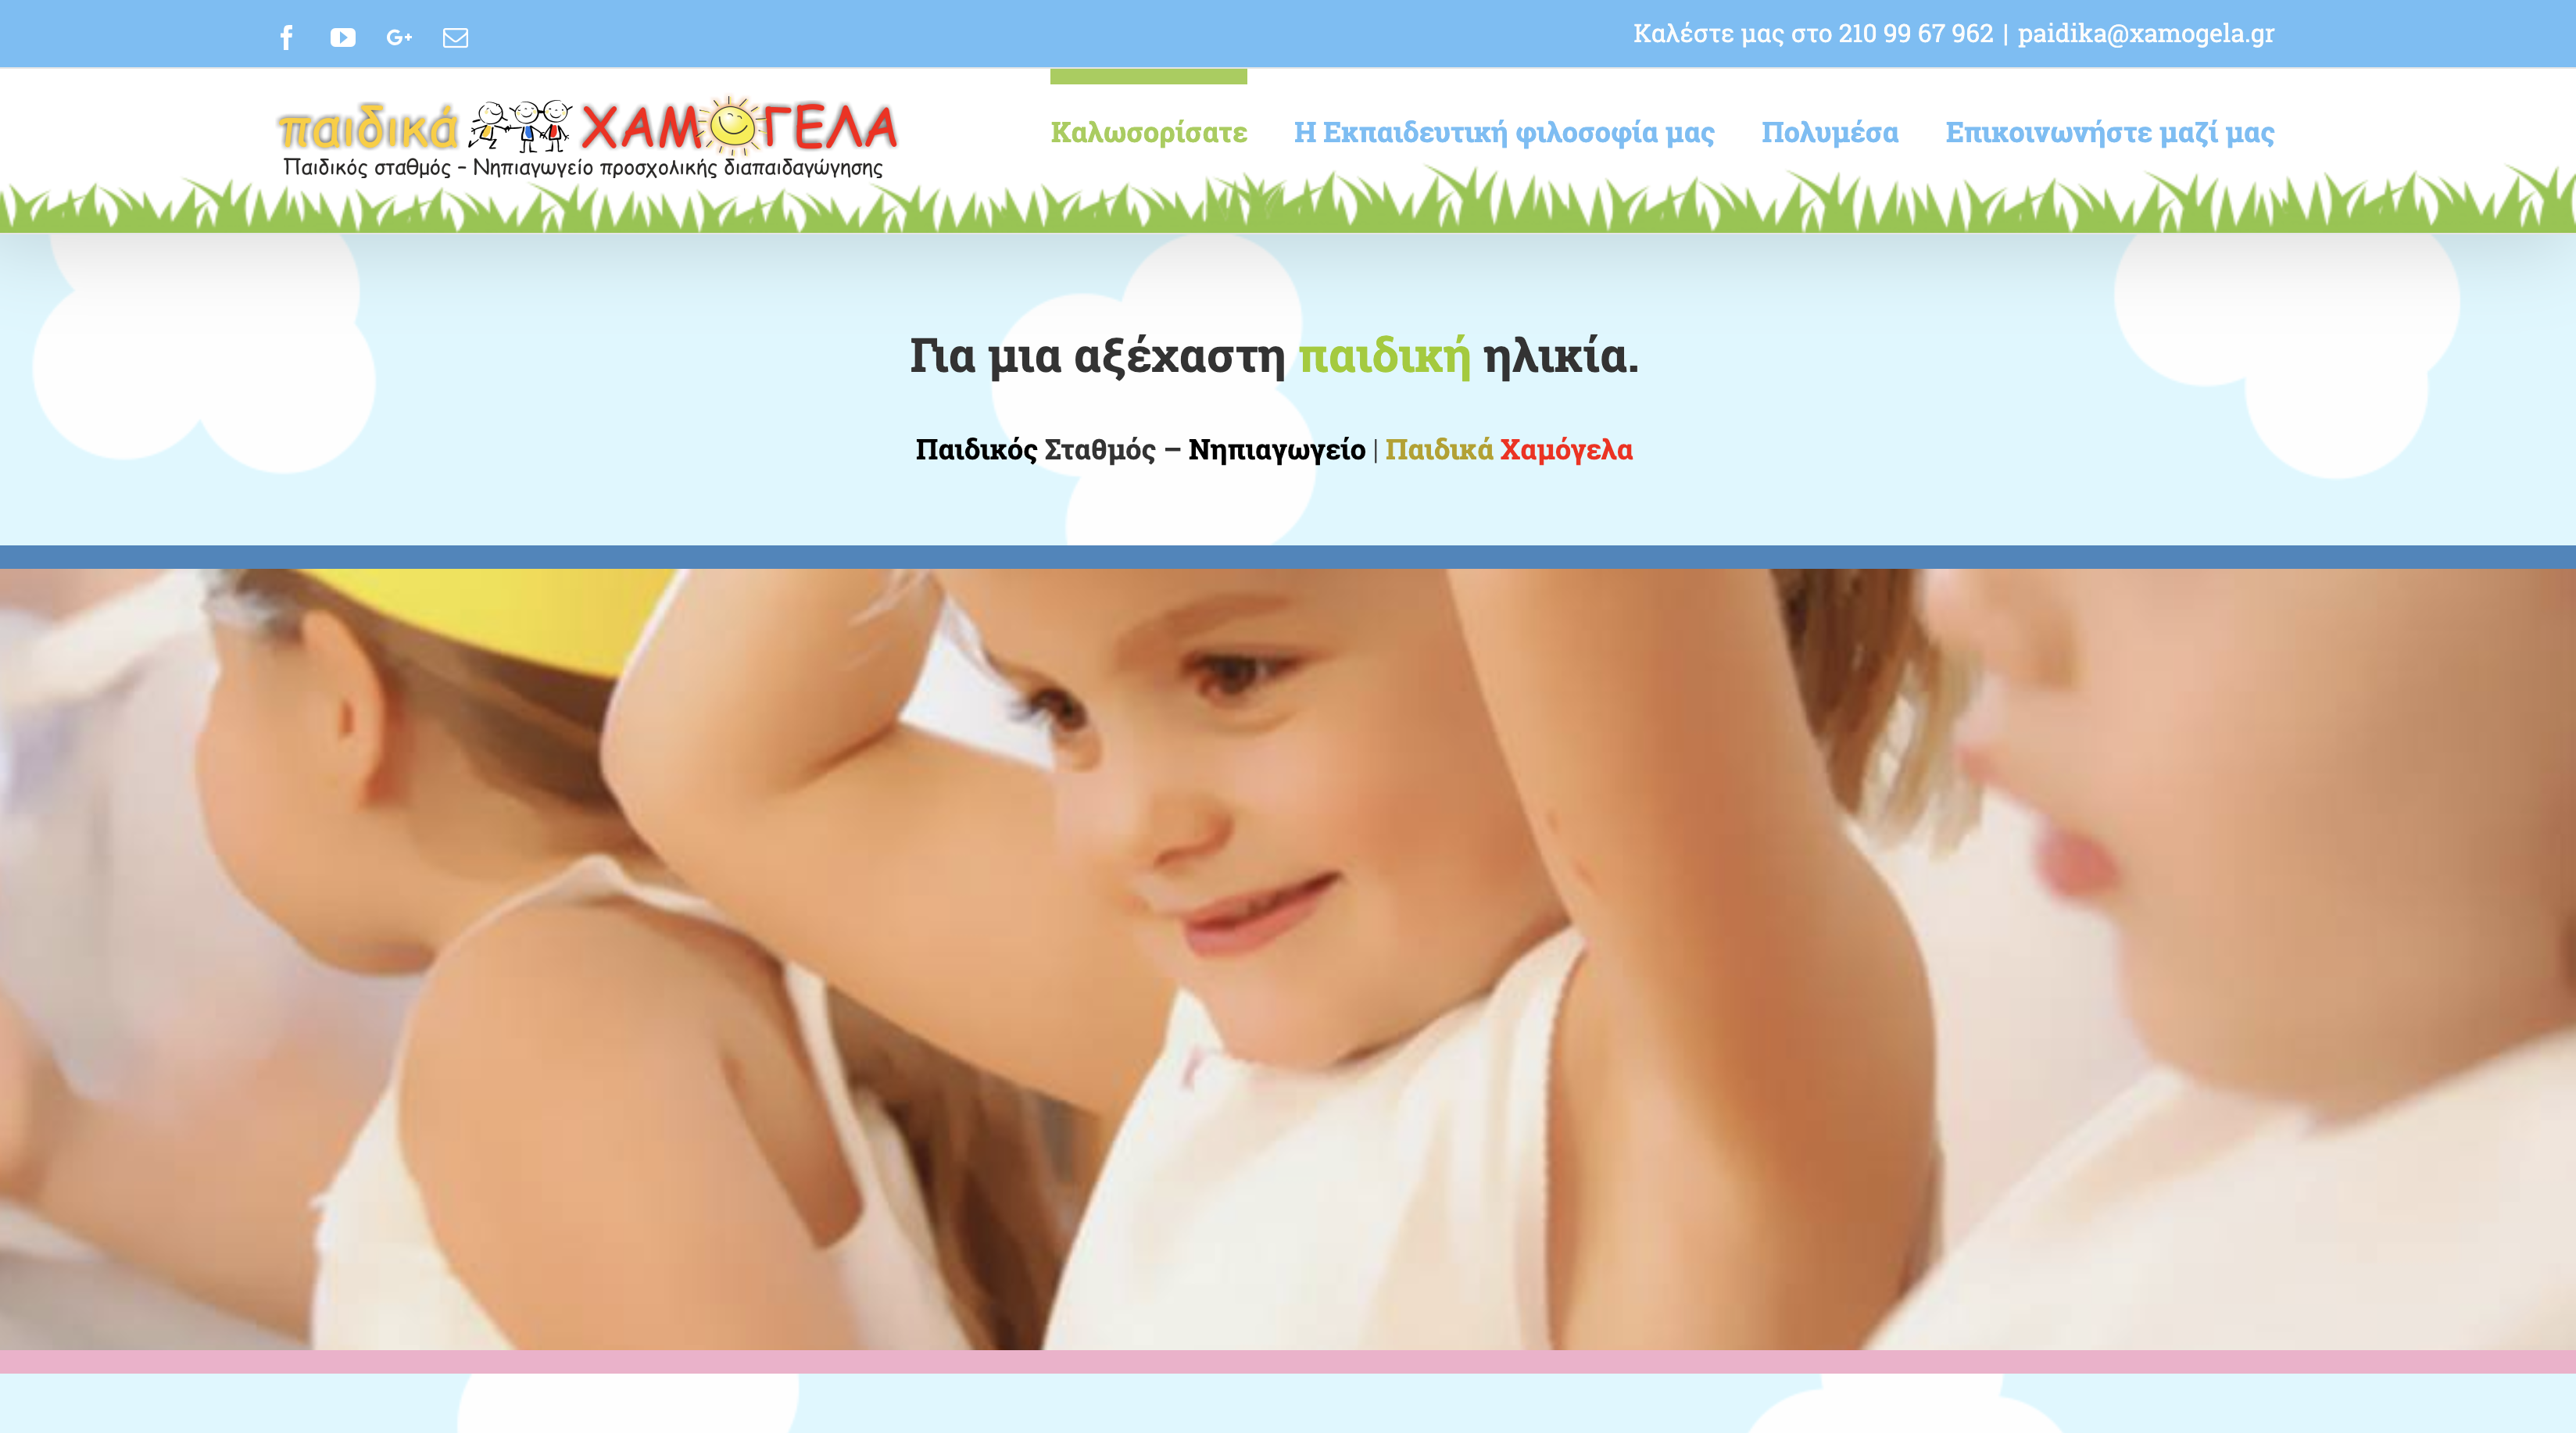 Καλέστε μας στο 210 99 67 962 | paidika@xamogela.gr
παιδικά ΧΑΜΟΓΕΛΑ
Παιδικός σταθμός - Νηπιαγωγείο προσχολικής διαπαιδαγώγησης
Καλωσορίσατε Η Εκπαιδευτική φιλοσοφία μας Πολυμέσα Επικοινωνήστε μαζί μας
Για μια αξέχαστη παιδική ηλικία.
Παιδικός Σταθμός – Νηπιαγωγείο | Παιδικά Χαμόγελα